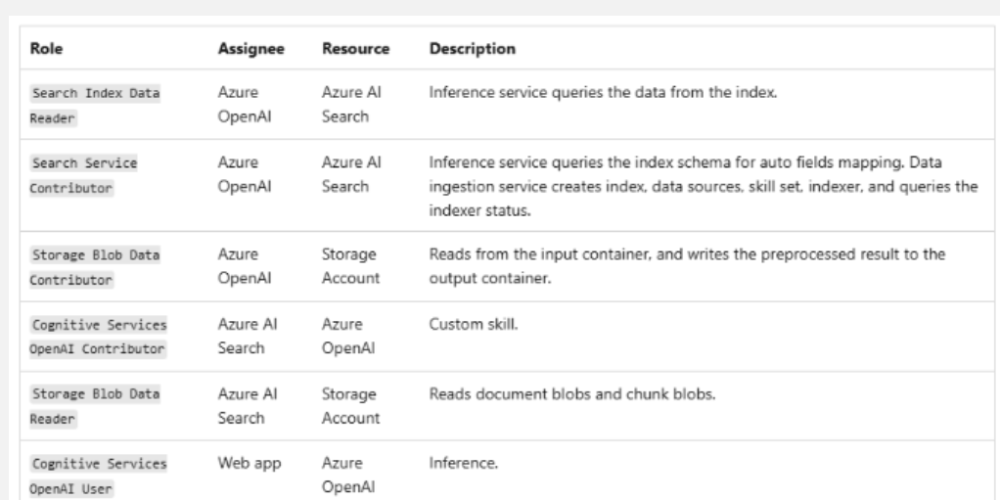 Role Assignee Resource Description
Search Index Data Azure Azure AI Inference service queries the data from the index.
Reader OpenAI Search
Search Service Azure Azure AI Inference service queries the index schema for auto fields mapping. Data
Contributor OpenAI Search ingestion service creates index, data sources, skill set, indexer, and queries the
indexer status.
Storage Blob Data Azure Storage Reads from the input container, and writes the preprocessed result to the
Contributor OpenAI Account output container.
Cognitive Services Azure AI Azure Custom skill.
OpenAI Contributor Search OpenAI
Storage Blob Data Azure AI Storage Reads document blobs and chunk blobs.
Reader Search Account
Cognitive Services Web app Azure Inference.
OpenAI User OpenAI